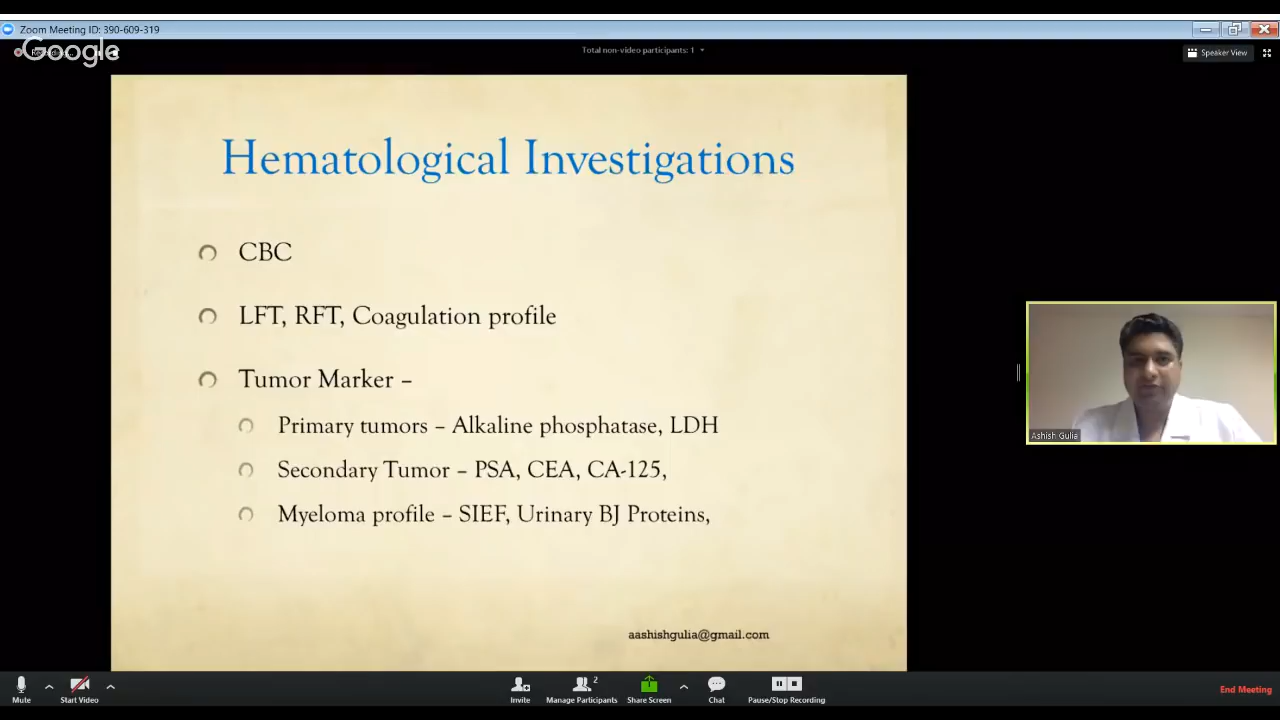 Zoom Meeting ID: 390-609-319
Google
Total non-video participants: 1
Speaker View
Hematological Investigations
CBC
LFT, RFT, Coagulation profile
Tumor Marker –
Primary tumors – Alkaline phosphatase, LDH
Secondary Tumor – PSA, CEA, CA-125,
Myeloma profile – SIEF, Urinary BJ Proteins,
aashishgulia@gmail.com
Ashish Gulia
Mute
Start Video
Invite
2
Manage Participants
Share Screen
Chat
Pause/Stop Recording
End Meeting